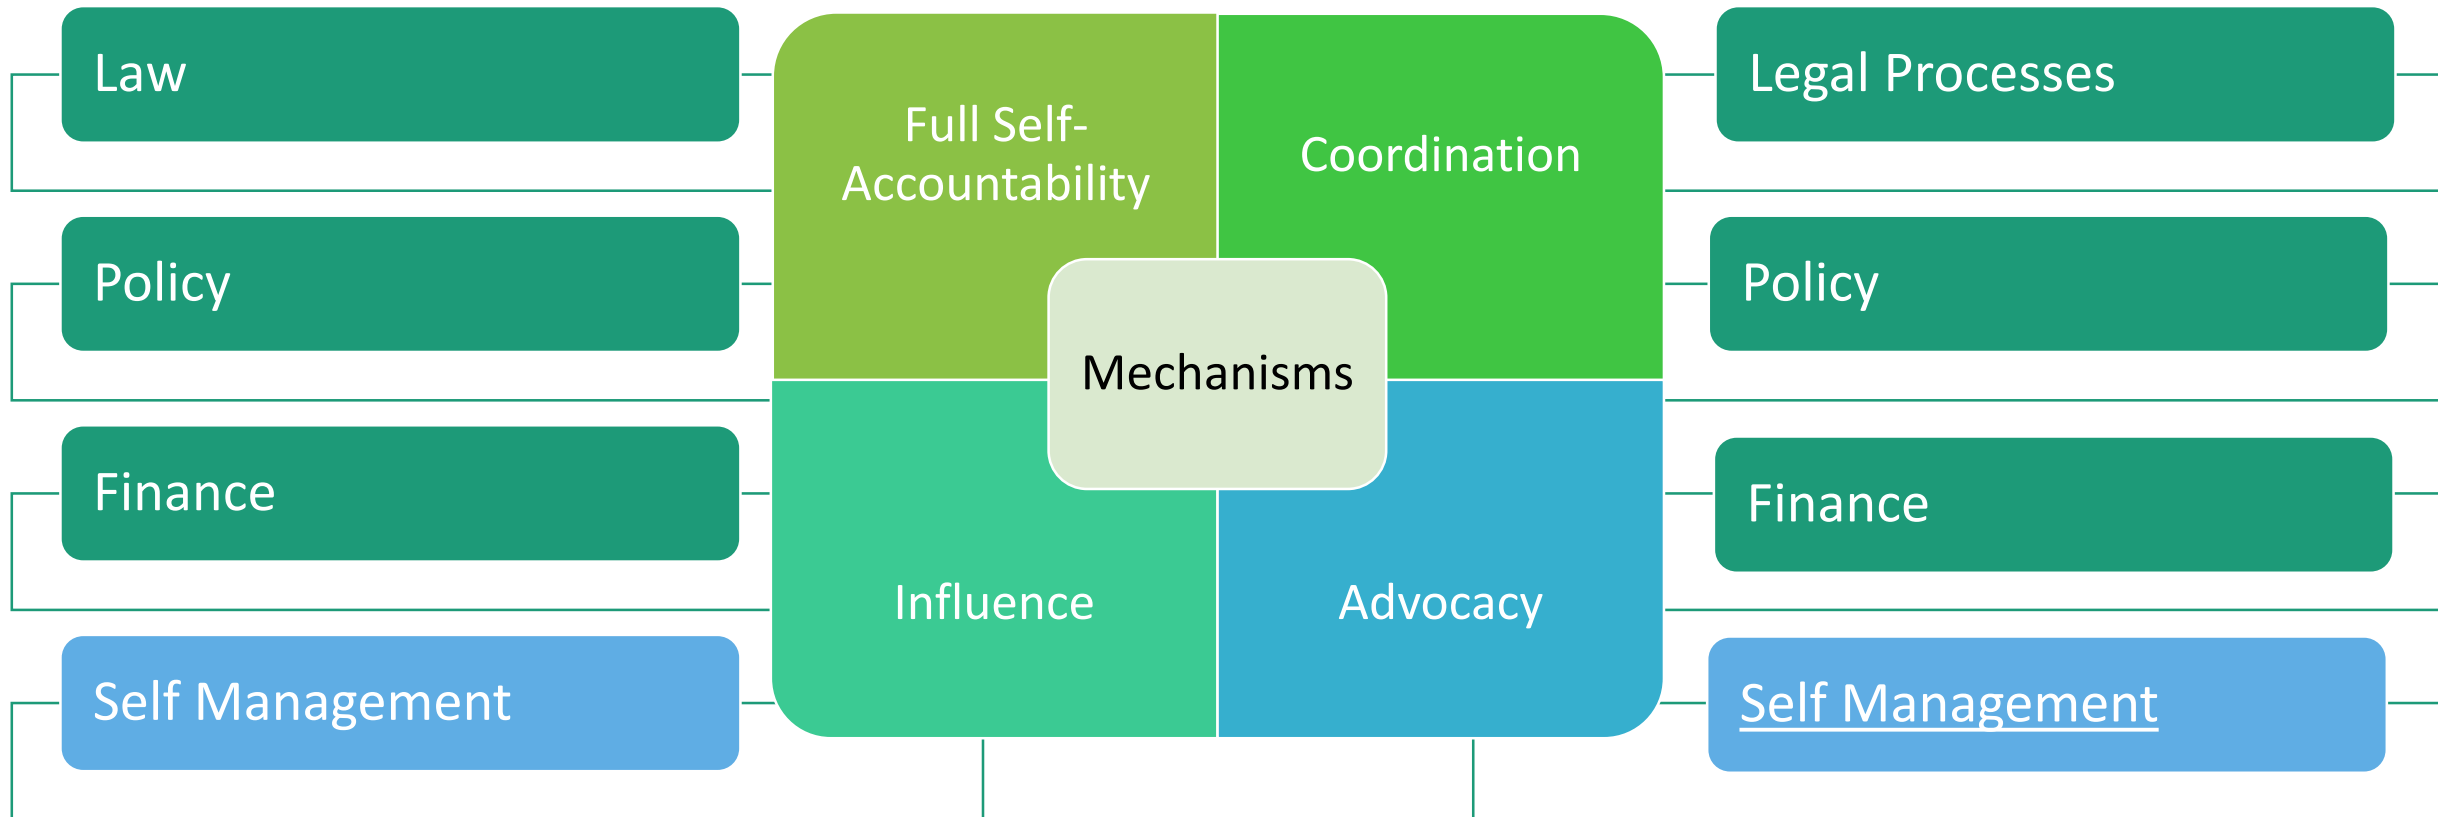 Law
Policy
Finance
Self Management
Full Self-
Accountability
Coordination
Mechanisms
Influence
Advocacy
Legal Processes
Policy
Finance
Self Management